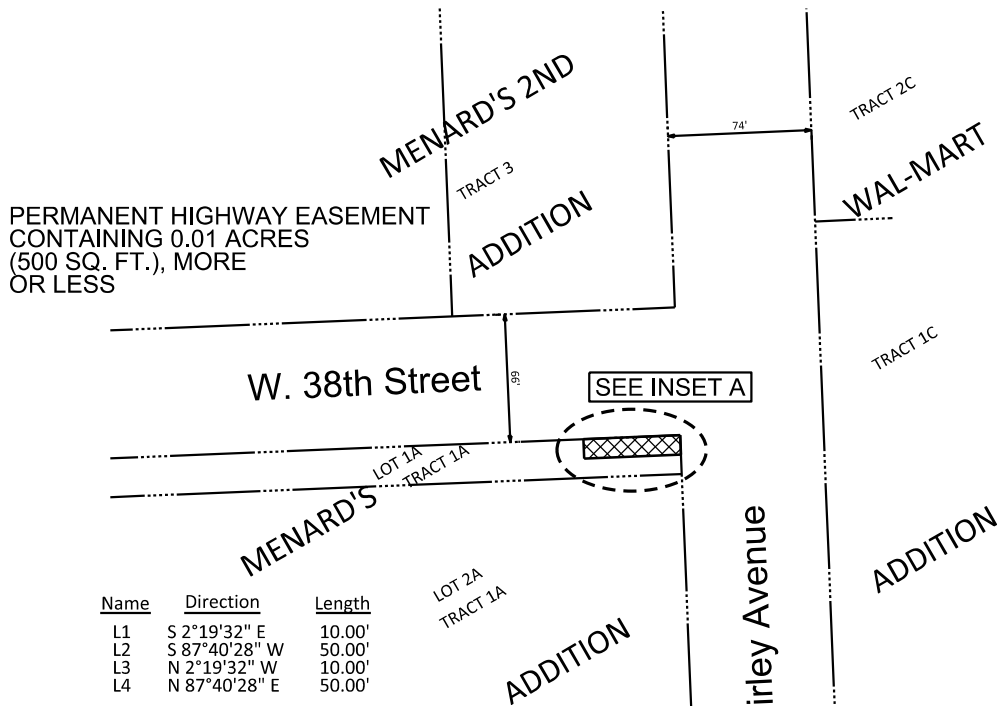 MENARD'S 2ND
TRACT 3
ADDITION
74'
TRACT 2C
WAL-MART
PERMANENT HIGHWAY EASEMENT
CONTAINING 0.01 ACRES
(500 SQ. FT.), MORE
OR LESS
TRACT 1C
W. 38th Street
66'
SEE INSET A
LOT 1A
TRACT 1A
MENARD'S
LOT 2A
TRACT 1A
ADDITION
irley Avenue
ADDITION
Name Direction Length
L1 S 2°19'32" E 10.00'
L2 S 87°40'28" W 50.00'
L3 N 2°19'32" W 10.00'
L4 N 87°40'28" E 50.00'